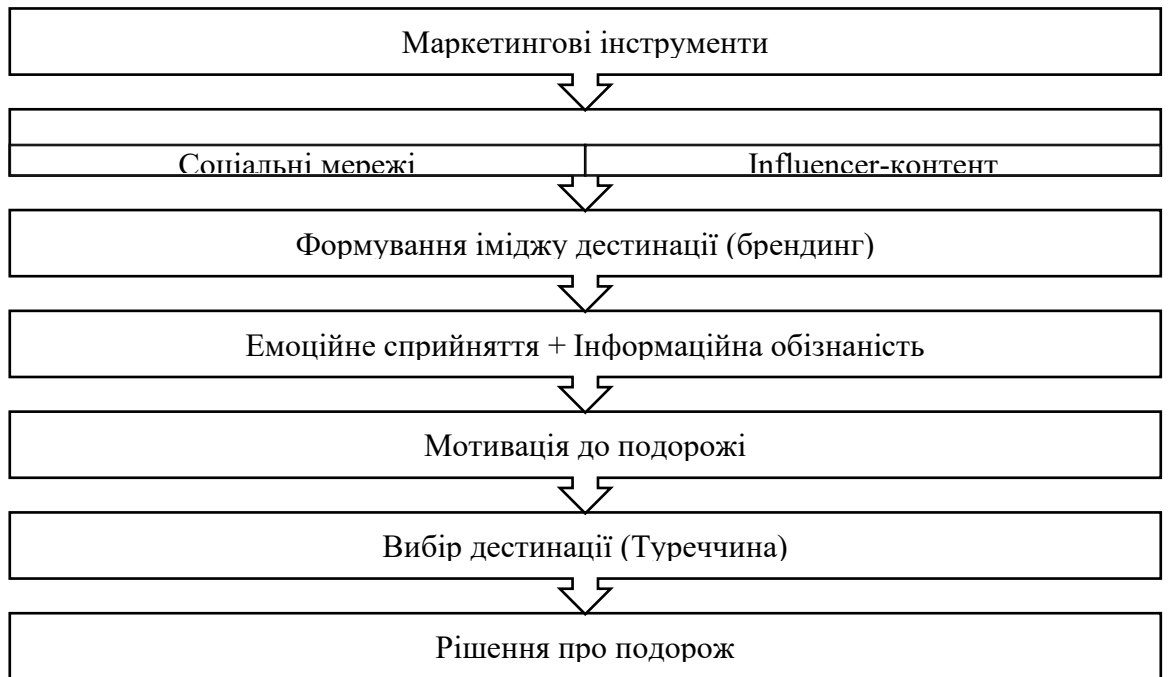 Маркетингові інструменти
Соціальні мережі
Influencer-контент
Формування іміджу дестинації (брендинг)
Емоційне сприйняття + Інформаційна обізнаність
Мотивація до подорожі
Вибір дестинації (Туреччина)
Рішення про подорож